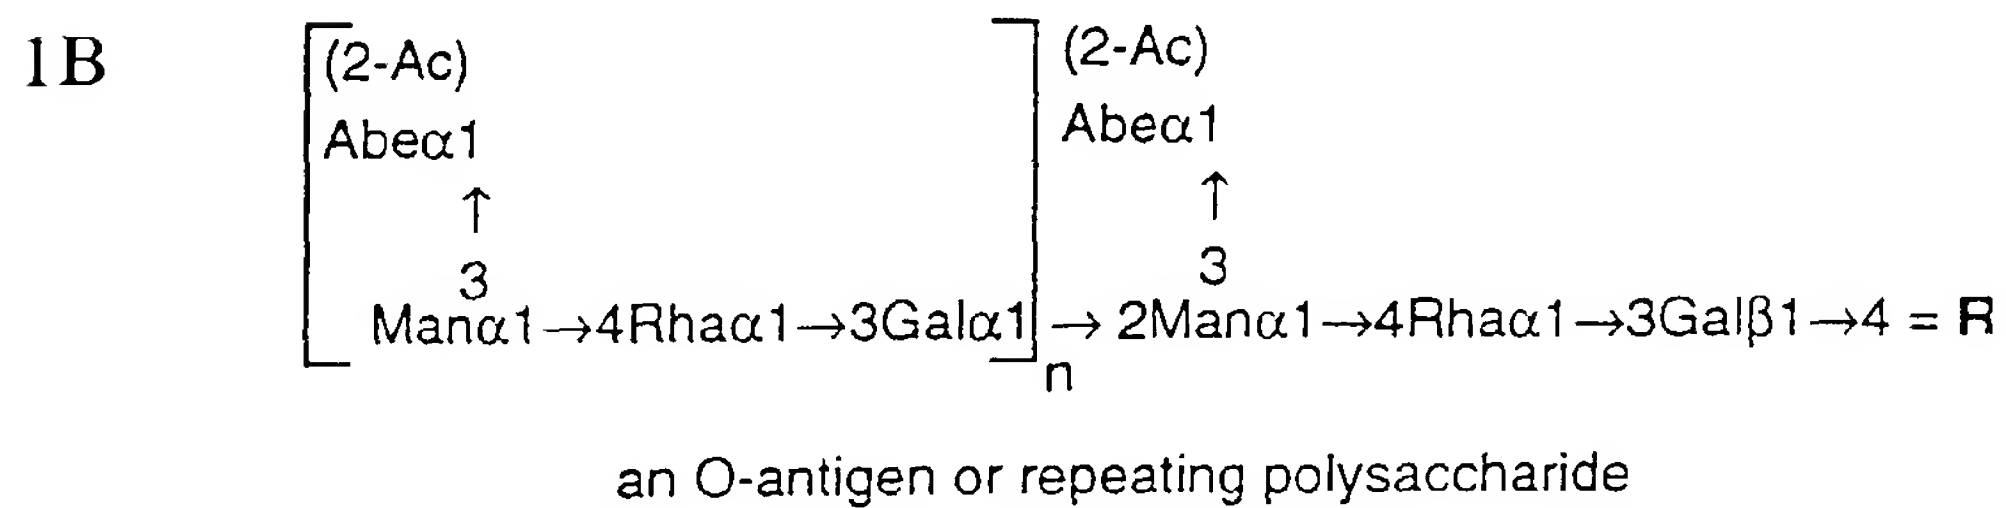 1B
(2-Ac) (2-Ac)
Abeα1 Abeα1
↑ ↑
3 3
[Manα1→4Rhaα1→3Galα1]n → 2Manα1→4Rhaα1→3Galβ1→4 = R
an O-antigen or repeating polysaccharide